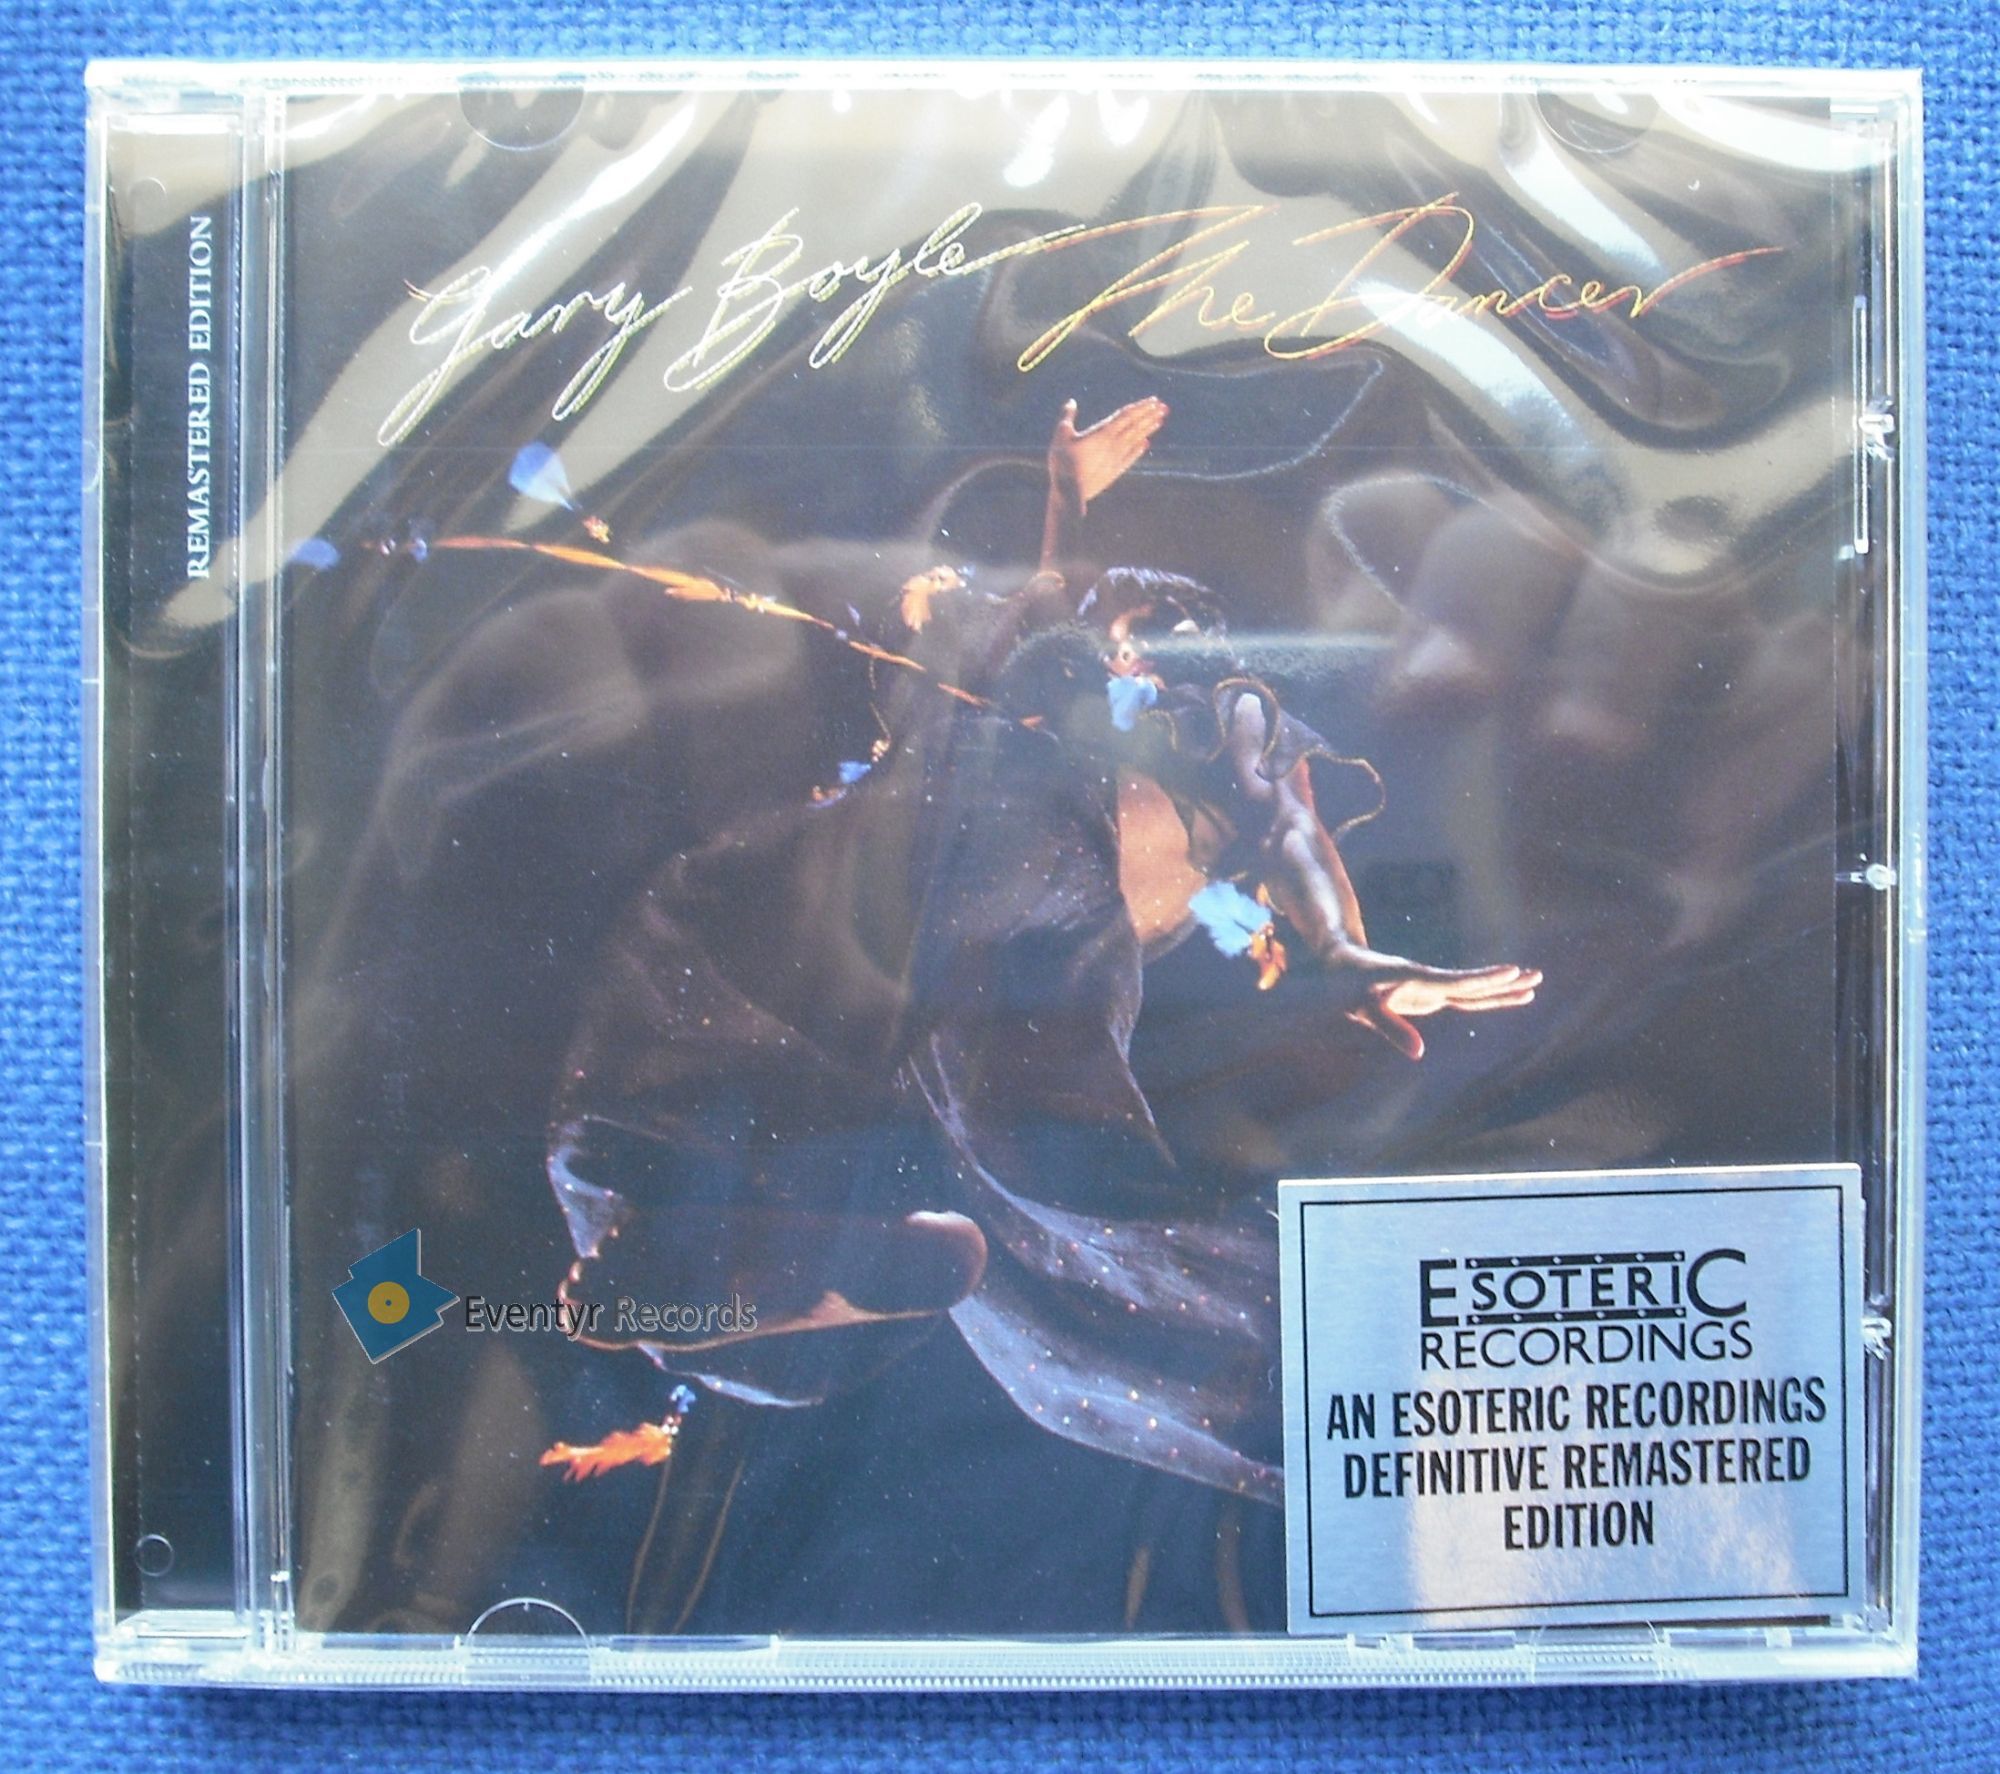 Gary Boyle The Dancer
REMASTERED EDITION
Eventyr Records
ESOTERIC
RECORDINGS
AN ESOTERIC RECORDINGS
DEFINITIVE REMASTERED
EDITION